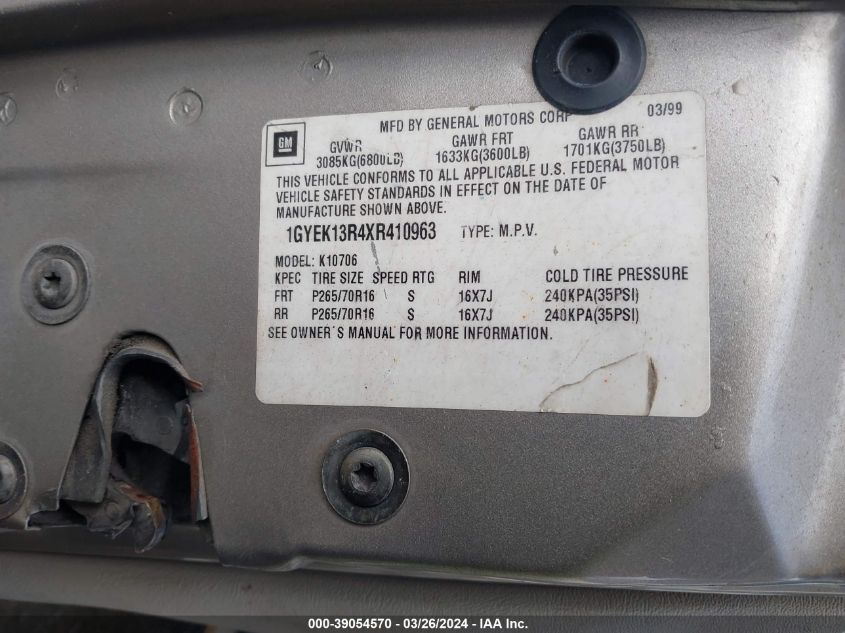 03/99
MFD BY GENERAL MOTORS CORP
GM
GVWR GAWR FRT GAWR RR
3085KG(6800LB) 1633KG(3600LB) 1701KG(3750LB)
THIS VEHICLE CONFORMS TO ALL APPLICABLE U.S. FEDERAL MOTOR
VEHICLE SAFETY STANDARDS IN EFFECT ON THE DATE OF
MANUFACTURE SHOWN ABOVE.
1GYEK13R4XR410963 TYPE: M.P.V.
MODEL: K10706
KPEC TIRE SIZE SPEED RTG RIM COLD TIRE PRESSURE
FRT P265/70R16 S 16X7J 240KPA(35PSI)
RR P265/70R16 S 16X7J 240KPA(35PSI)
SEE OWNER'S MANUAL FOR MORE INFORMATION.
000-39054570 - 03/26/2024 - IAA Inc.